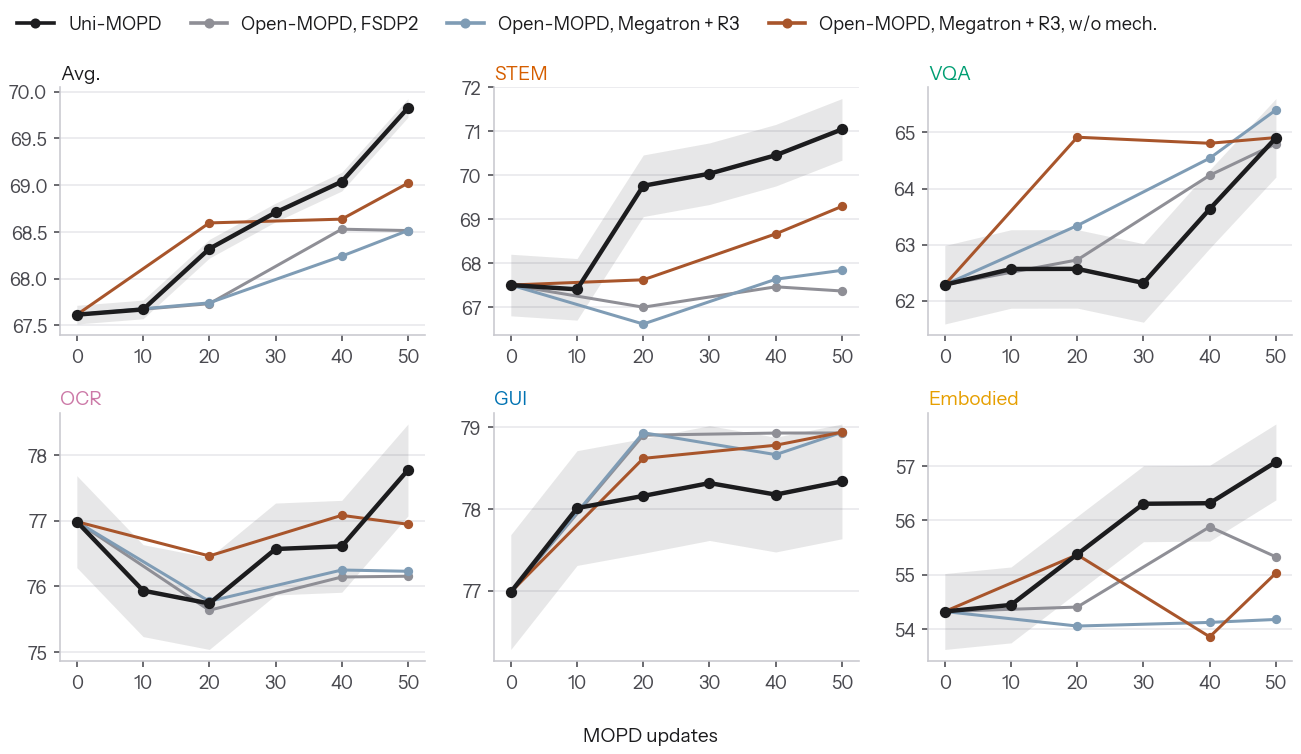 Uni-MOPD Open-MOPD, FSDP2 Open-MOPD, Megatron + R3 Open-MOPD, Megatron + R3, w/o mech.
Avg.
70.0
69.5
69.0
68.5
68.0
67.5
0 10 20 30 40 50
STEM
72
71
70
69
68
67
0 10 20 30 40 50
VQA
65
64
63
62
0 10 20 30 40 50
OCR
78
77
76
75
0 10 20 30 40 50
GUI
79
78
77
0 10 20 30 40 50
Embodied
57
56
55
54
0 10 20 30 40 50
MOPD updates